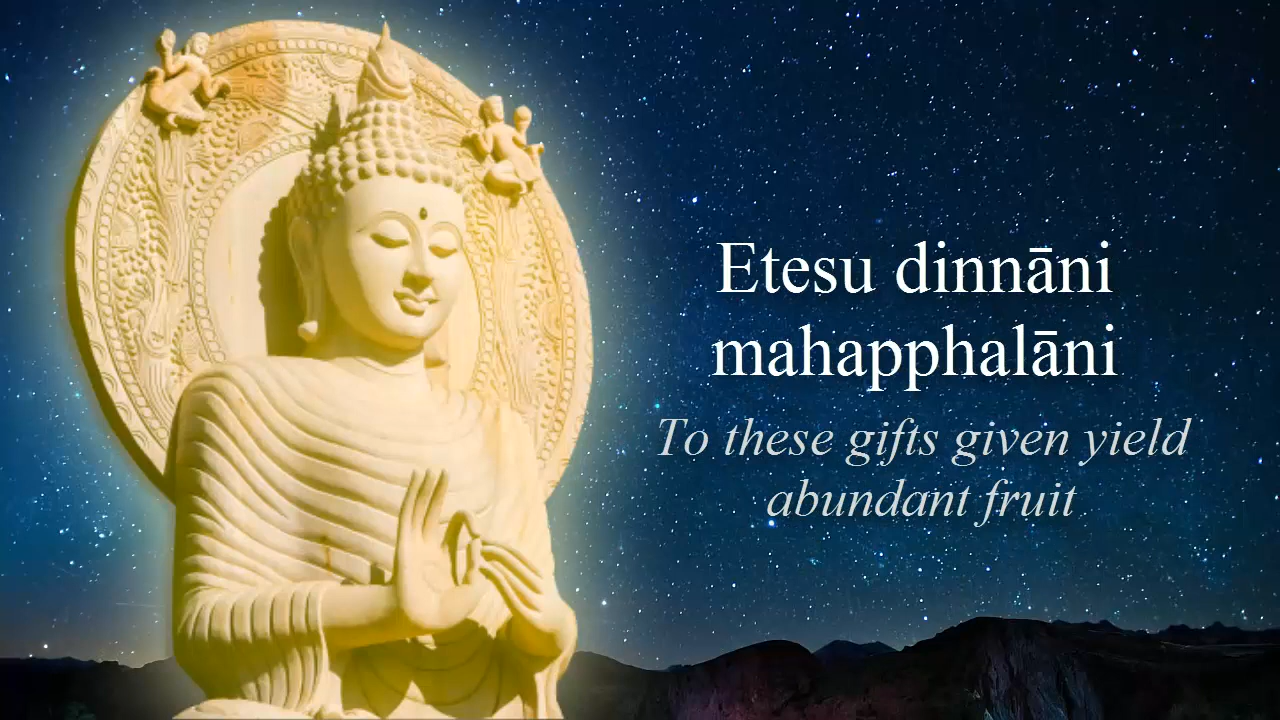 Etesu dinnāni
mahapphalāni
To these gifts given yield
abundant fruit